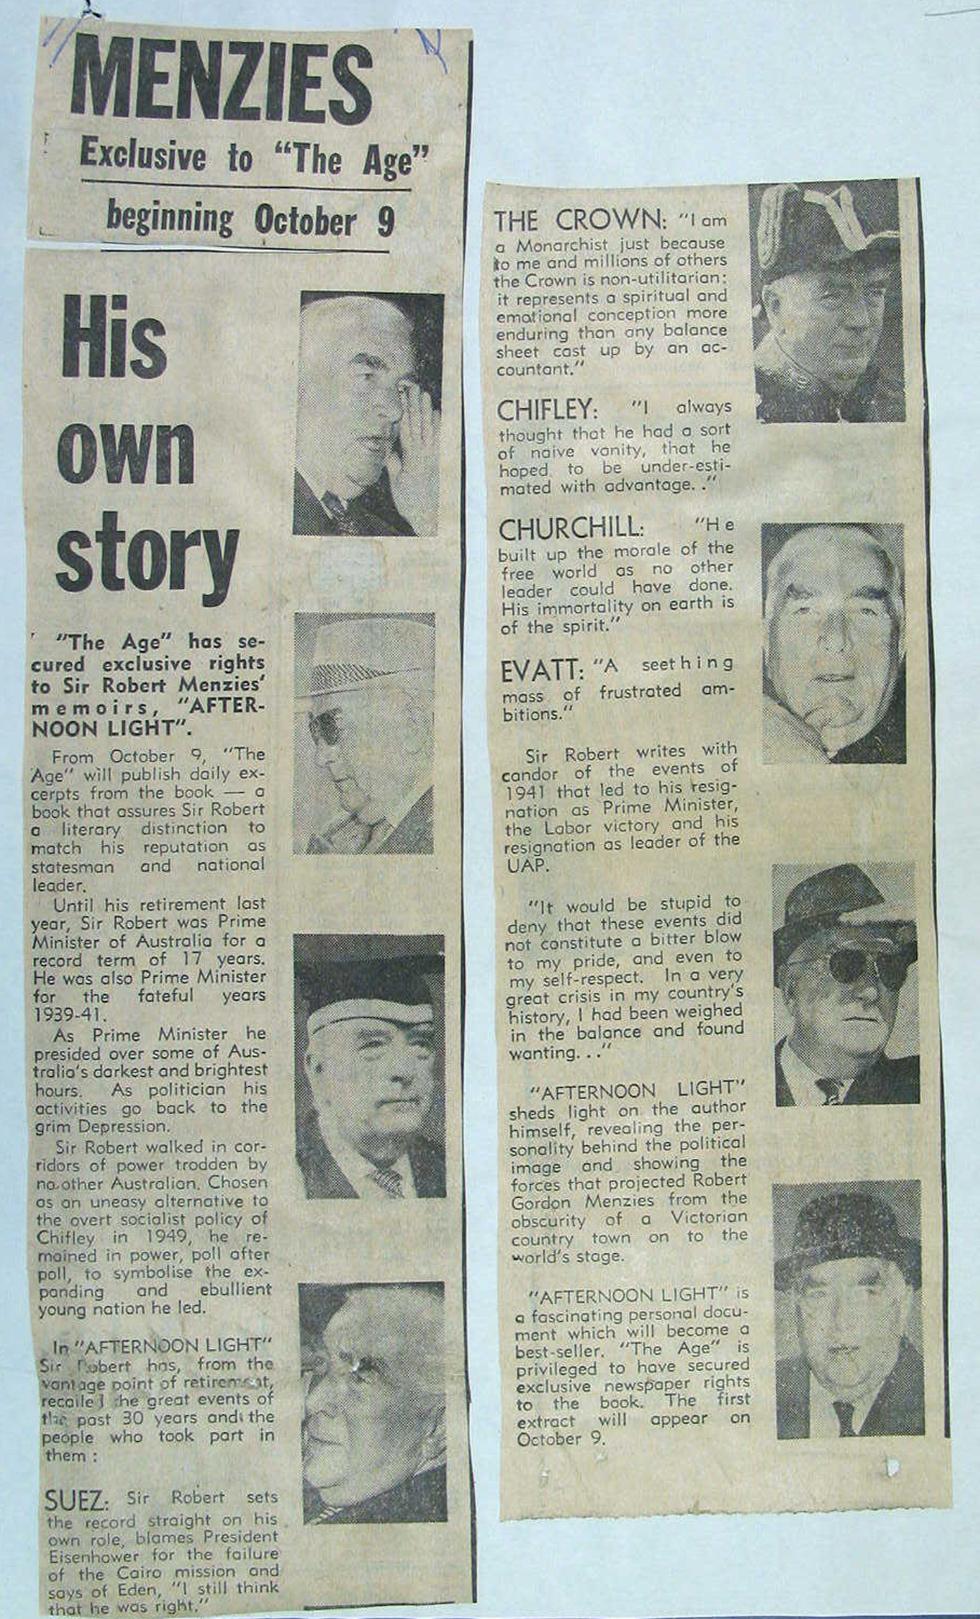 MENZIES
Exclusive to "The Age"
beginning October 9
His
own
story
"The Age" has se-
cured exclusive rights
to Sir Robert Menzies'
memoirs, "AFTER-
NOON LIGHT".
From October 9, "The
Age" will publish daily ex-
cerpts from the book — a
book that assures Sir Robert
a literary distinction to
match his reputation as
statesman and national
leader.
Until his retirement last
year, Sir Robert was Prime
Minister of Australia for a
record term of 17 years.
He was also Prime Minister
for the fateful years
1939-41.
As Prime Minister he
presided over some of Aus-
tralia's darkest and brightest
hours. As politician his
activities go back to the
grim Depression.
Sir Robert walked in cor-
ridors of power trodden by
no other Australian. Chosen
as an uneasy alternative to
the overt socialist policy of
Chifley in 1949, he re-
mained in power, poll after
poll, to symbolise the ex-
panding and ebullient
young nation he led.
In "AFTERNOON LIGHT"
Sir Robert has, from the
vantage point of retirement,
recalled the great events of
the past 30 years and the
people who took part in
them :
SUEZ: Sir Robert sets
the record straight on his
own role, blames President
Eisenhower for the failure
of the Cairo mission and
says of Eden, "I still think
that he was right."
THE CROWN: "I am
a Monarchist just because
to me and millions of others
the Crown is non-utilitarian;
it represents a spiritual and
emotional conception more
enduring than any balance
sheet cast up by an ac-
countant."
CHIFLEY: "I always
thought that he had a sort
of naive vanity, that he
hoped to be under-esti-
mated with advantage. ."
CHURCHILL: "He
built up the morale of the
free world as no other
leader could have done.
His immortality on earth is
of the spirit."
EVATT: "A seething
mass of frustrated am-
bitions."
Sir Robert writes with
candor of the events of
1941 that led to his resig-
nation as Prime Minister,
the Labor victory and his
resignation as leader of the
UAP.
"It would be stupid to
deny that these events did
not constitute a bitter blow
to my pride, and even to
my self-respect. In a very
great crisis in my country's
history, I had been weighed
in the balance and found
wanting. . ."
"AFTERNOON LIGHT"
sheds light on the author
himself, revealing the per-
sonality behind the political
image and showing the
forces that projected Robert
Gordon Menzies from the
obscurity of a Victorian
country town on to the
world's stage.
"AFTERNOON LIGHT" is
a fascinating personal docu-
ment which will become a
best-seller. "The Age" is
privileged to have secured
exclusive newspaper rights
to the book. The first
extract will appear on
October 9.